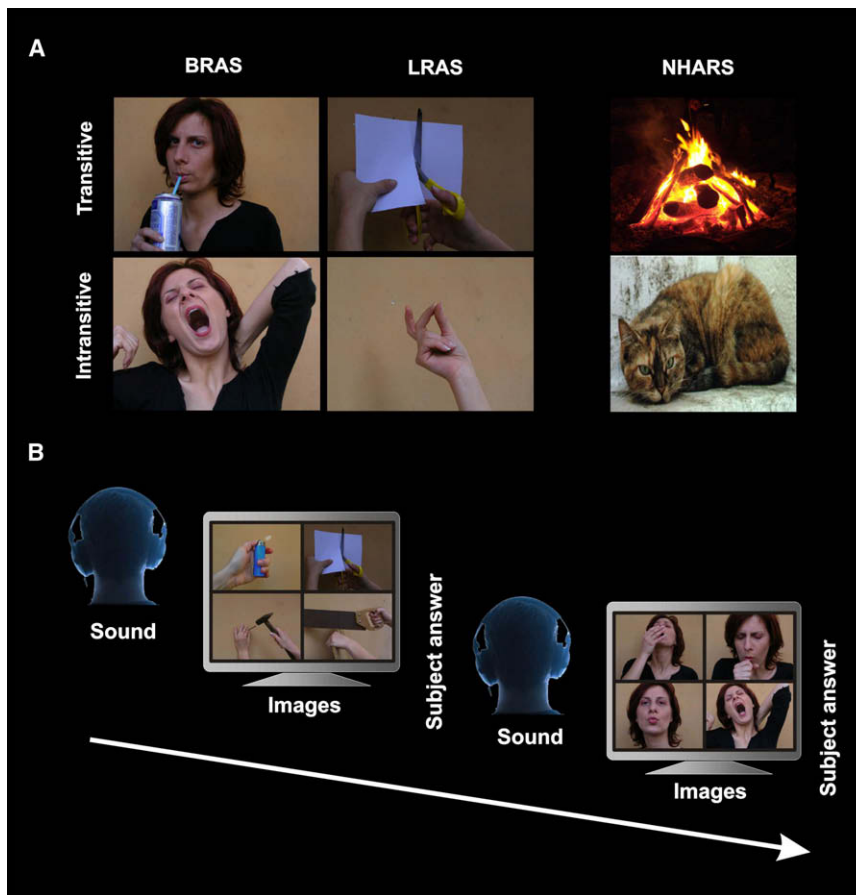 A
BRAS LRAS NHARS
Transitive
Intransitive
B
Sound
Images
Subject answer
Sound
Images
Subject answer